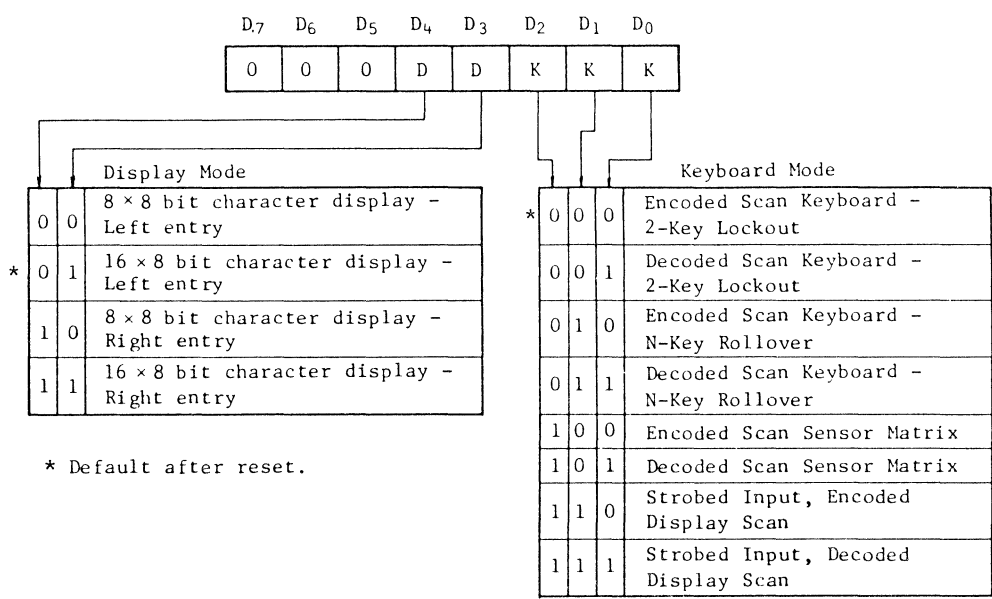 D.7 D6 D5 D4 D3 D2 D1 D0
0 0 0 D D K K K
Display Mode
0 0 8 × 8 bit character display -
Left entry
* 0 1 16 × 8 bit character display -
Left entry
1 0 8 × 8 bit character display -
Right entry
1 1 16 × 8 bit character display -
Right entry
* Default after reset.
Keyboard Mode
* 0 0 0 Encoded Scan Keyboard -
2-Key Lockout
0 0 1 Decoded Scan Keyboard -
2-Key Lockout
0 1 0 Encoded Scan Keyboard -
N-Key Rollover
0 1 1 Decoded Scan Keyboard -
N-Key Rollover
1 0 0 Encoded Scan Sensor Matrix
1 0 1 Decoded Scan Sensor Matrix
1 1 0 Strobed Input, Encoded
Display Scan
1 1 1 Strobed Input, Decoded
Display Scan